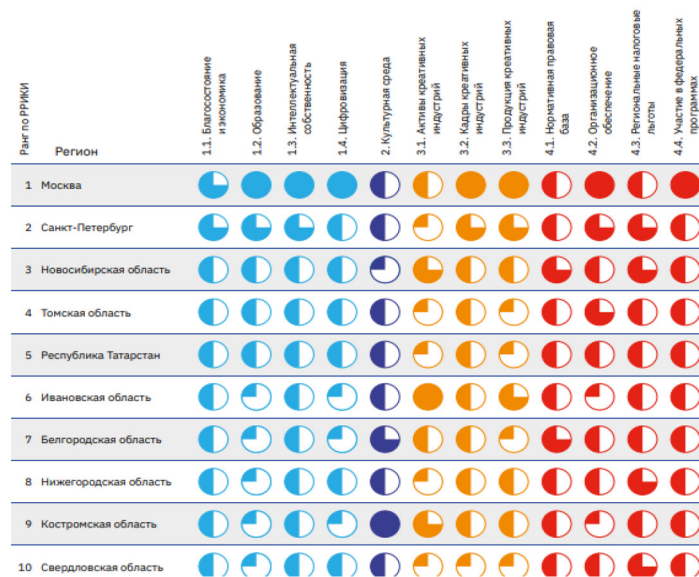 Ранг по РРИКИ
Регион
1.1. Благосостояние
и экономика
1.2. Образование
1.3. Интеллектуальная
собственность
1.4. Цифровизация
2. Культурная среда
3.1. Активы креативных
индустрий
3.2. Кадры креативных
индустрий
3.3. Продукция креативных
индустрий
4.1. Нормативная правовая
база
4.2. Организационное
обеспечение
4.3. Региональные налоговые
льготы
4.4. Участие в федеральных
программах
1 Москва
2 Санкт-Петербург
3 Новосибирская область
4 Томская область
5 Республика Татарстан
6 Ивановская область
7 Белгородская область
8 Нижегородская область
9 Костромская область
10 Свердловская область